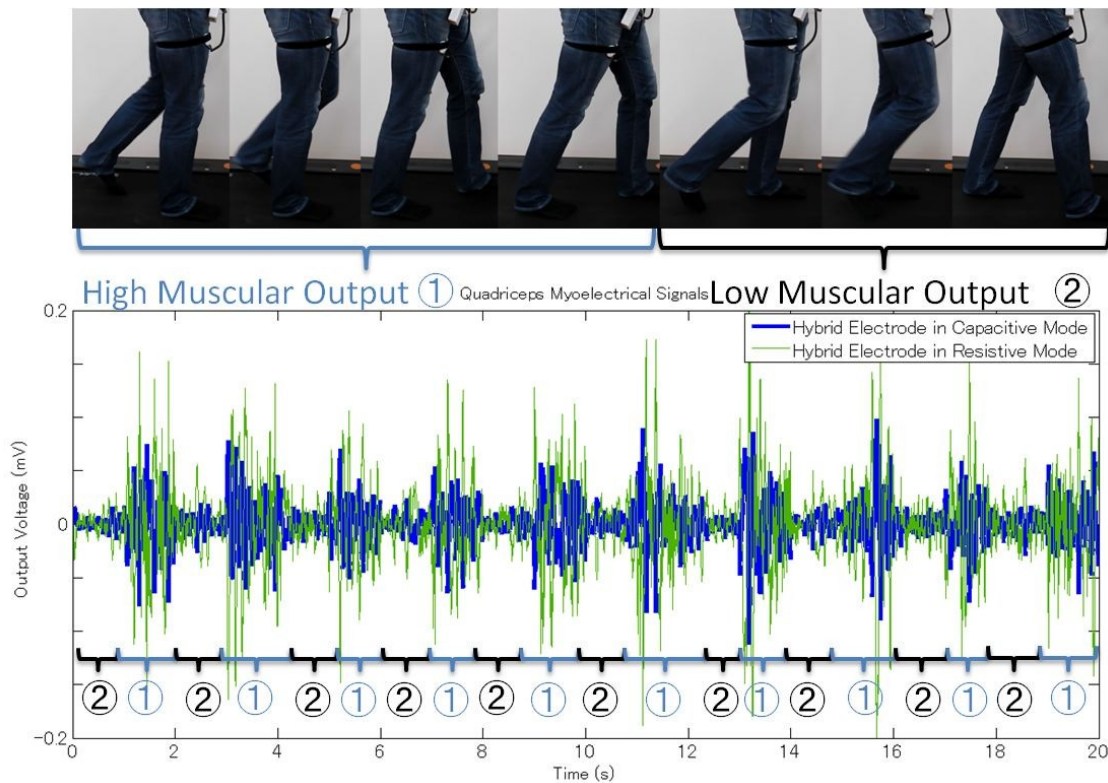 High Muscular Output ① Quadriceps Myoelectrical Signals Low Muscular Output ②
0.2
Hybrid Electrode in Capacitive Mode
Hybrid Electrode in Resistive Mode
Output Voltage (mV)
0
② ① ② ① ② ① ② ① ② ① ② ① ② ① ② ① ② ① ② ①
-0.2
0 2 4 6 8 10 12 14 16 18 20
Time (s)